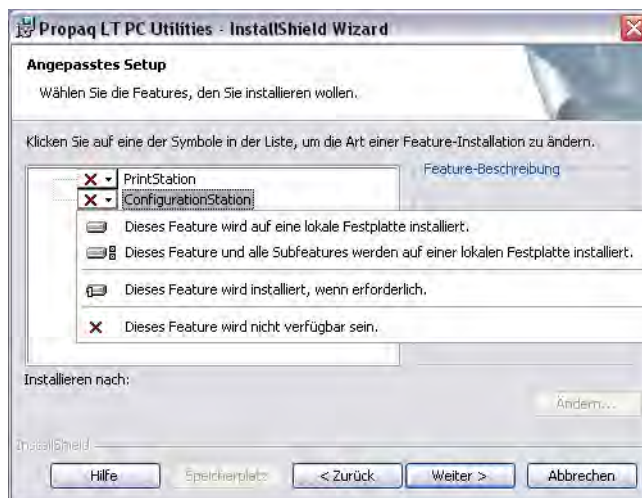 Propaq LT PC Utilities - InstallShield Wizard
Angepasstes Setup
Wählen Sie die Features, den Sie installieren wollen.
Klicken Sie auf eine der Symbole in der Liste, um die Art einer Feature-Installation zu ändern.
PrintStation
Feature-Beschreibung
ConfigurationStation
Dieses Feature wird auf eine lokale Festplatte installiert.
Dieses Feature und alle Subfeatures werden auf einer lokalen Festplatte installiert.
Dieses Feature wird installiert, wenn erforderlich.
Dieses Feature wird nicht verfügbar sein.
Installieren nach:
Ändern...
InstallShield
Hilfe Speicherplatz < Zurück Weiter > Abbrechen